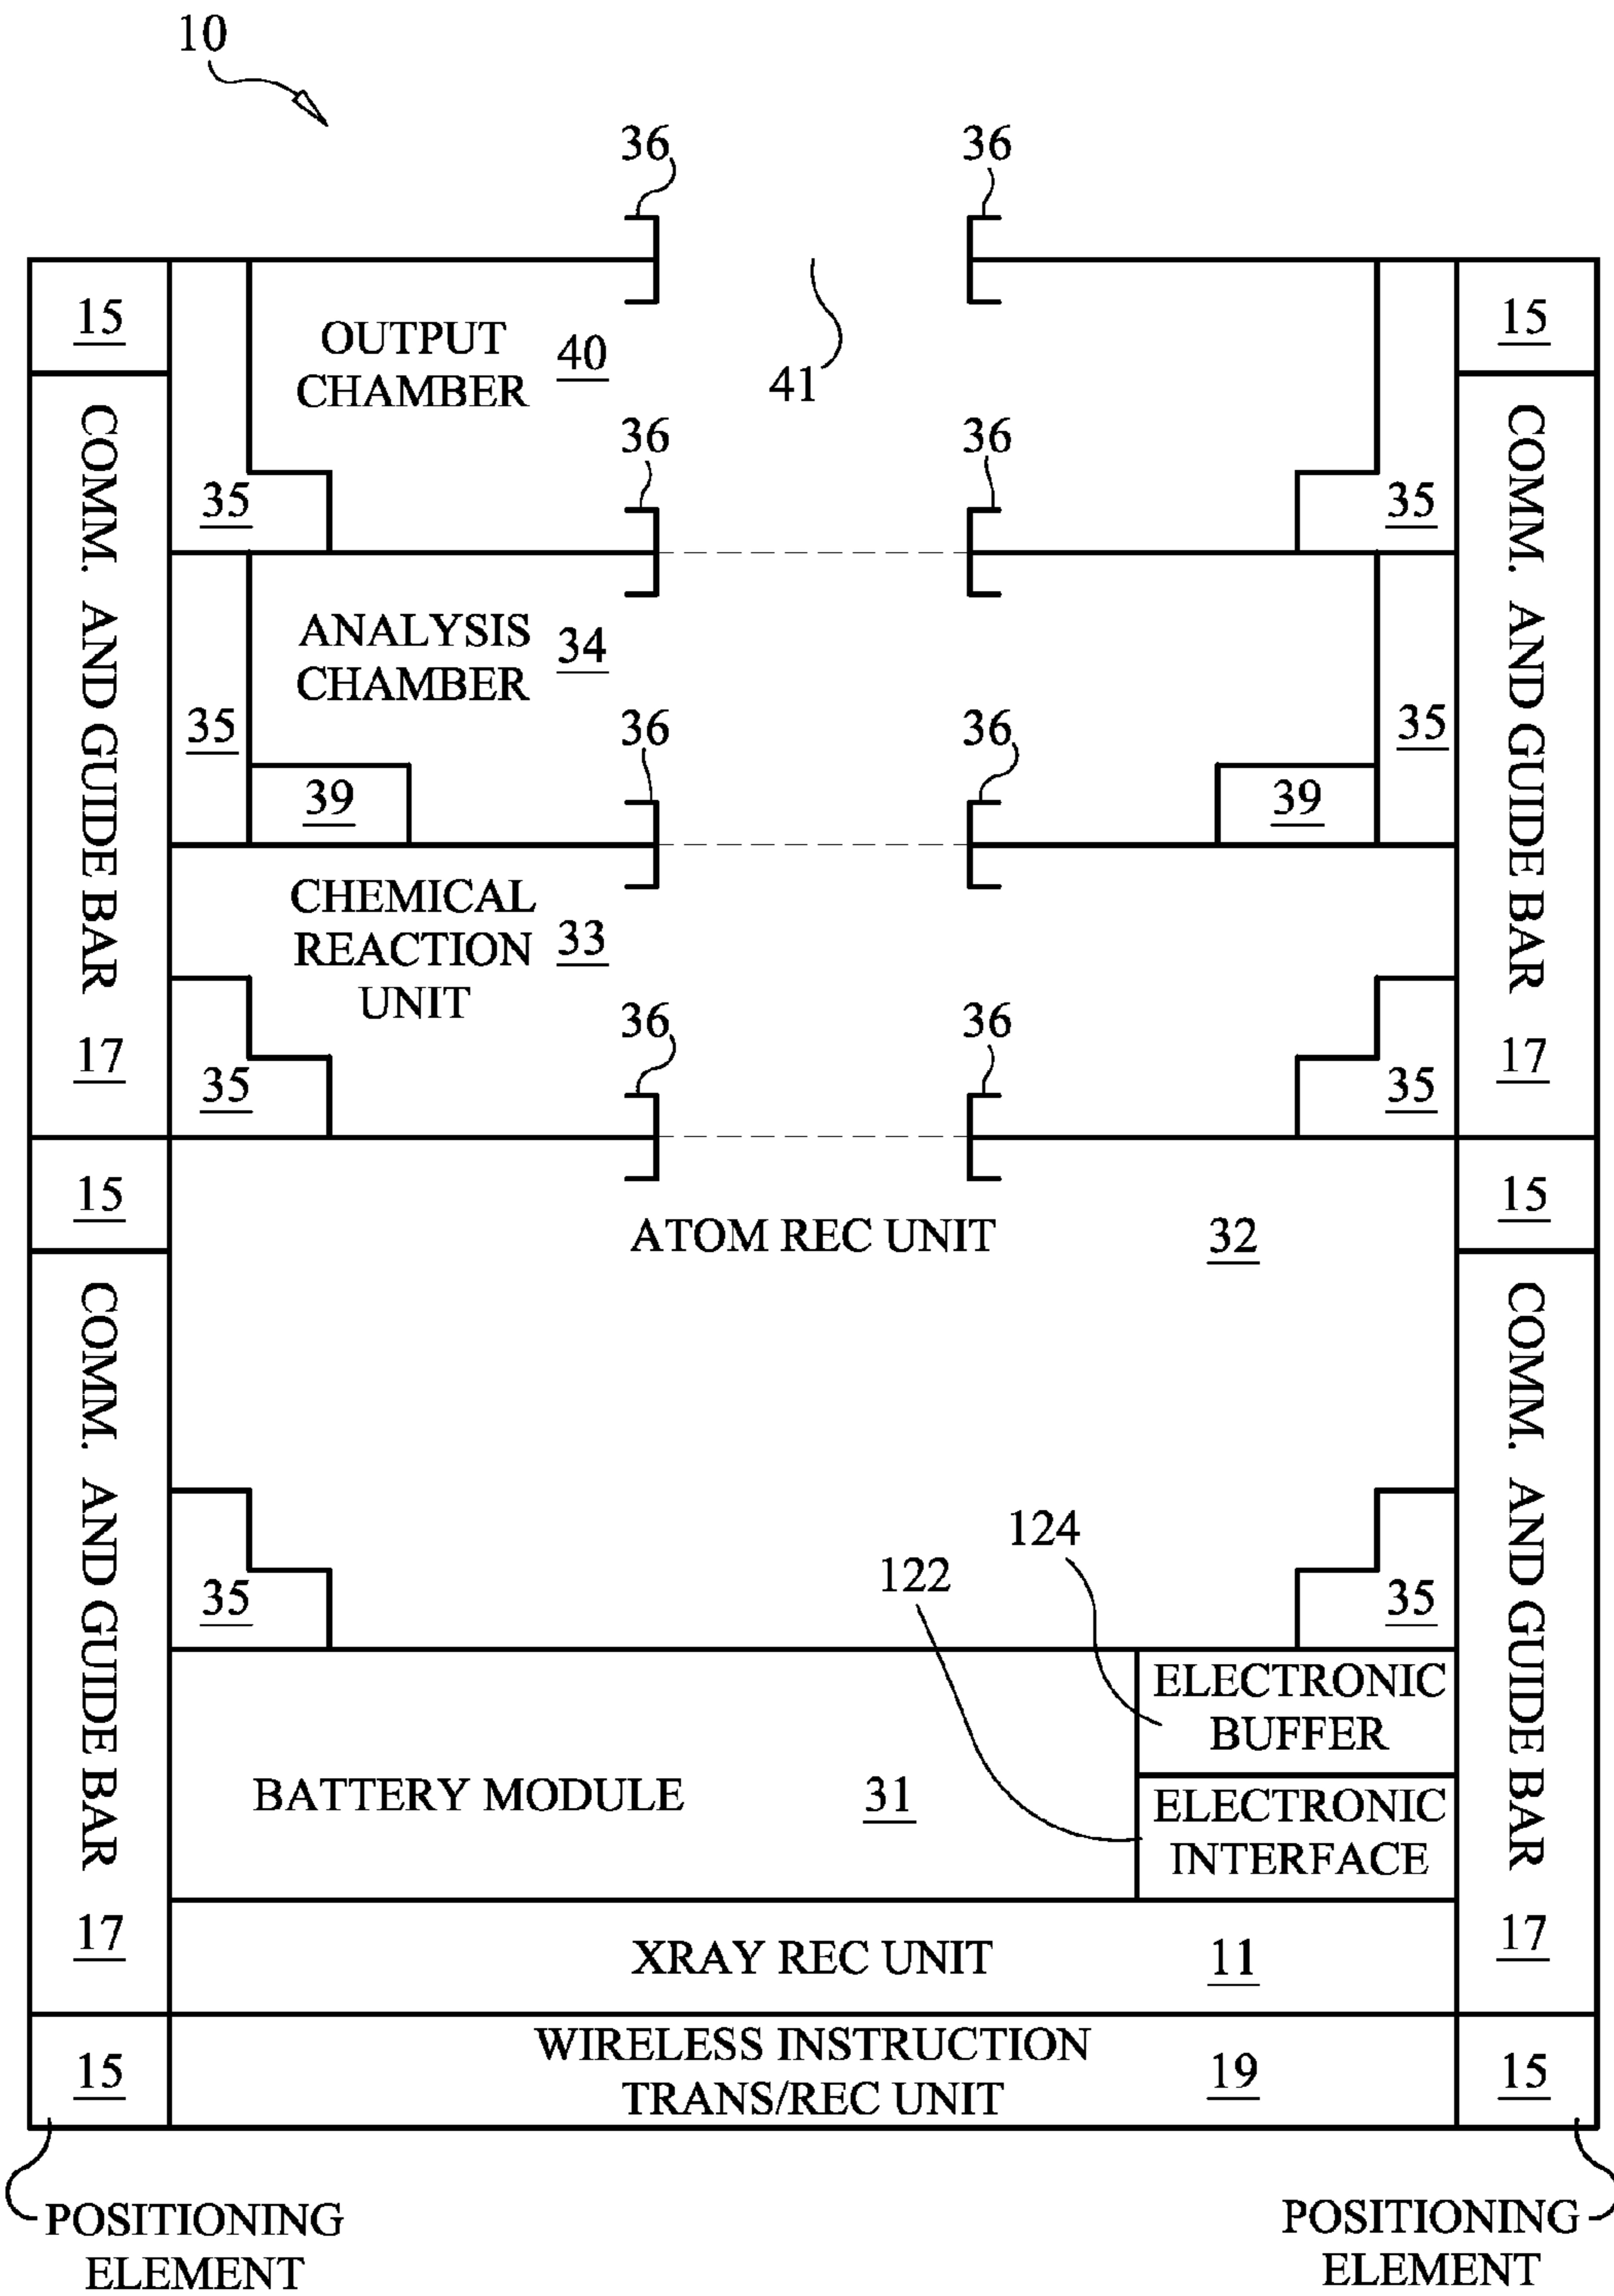 10
36 36
15 15
OUTPUT
CHAMBER 40
41
36 36
35 35
COMM. AND GUIDE BAR 17
COMM. AND GUIDE BAR 17
ANALYSIS
CHAMBER 34
36 36
35 35
39 39
CHEMICAL
REACTION 33
UNIT
36 36
35 35
15 15
ATOM REC UNIT 32
COMM. AND GUIDE BAR 17
COMM. AND GUIDE BAR 17
124
122
35 35
ELECTRONIC
BUFFER
BATTERY MODULE 31
ELECTRONIC
INTERFACE
XRAY REC UNIT 11
WIRELESS INSTRUCTION
TRANS/REC UNIT 19
15 15
POSITIONING
ELEMENT
POSITIONING
ELEMENT